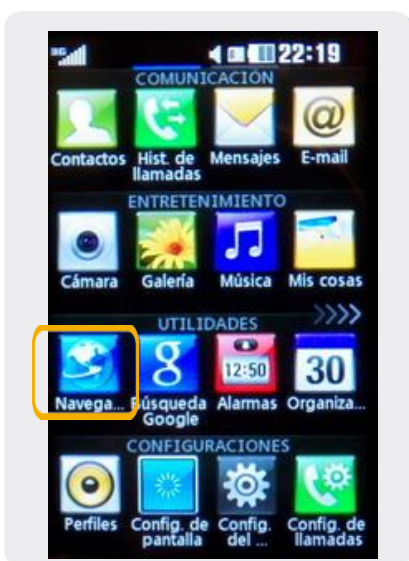 3G 22:19
COMUNICACIÓN
Contactos Hist. de Mensajes E-mail
llamadas
ENTRETENIMIENTO
Cámara Galería Música Mis cosas
UTILIDADES
12:50 30
Navega... Búsqueda Alarmas Organiza...
Google
CONFIGURACIONES
Perfiles Config. de Config. Config. de
pantalla del ... llamadas